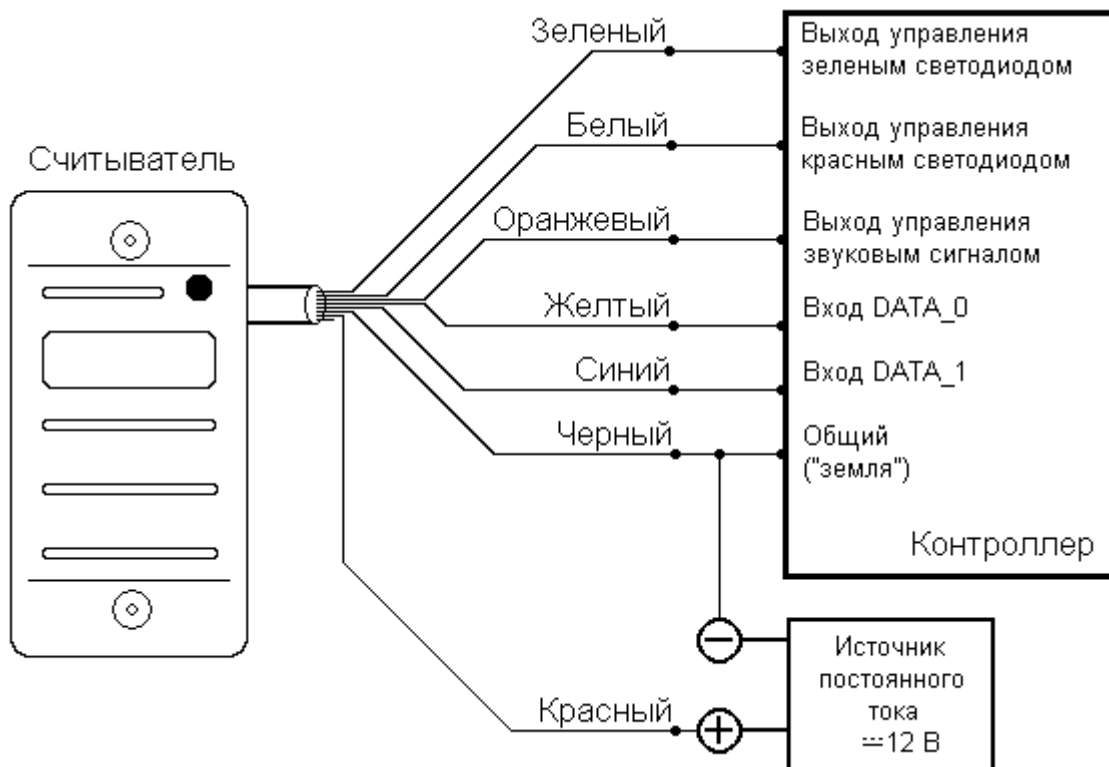 Зеленый
Выход управления
зеленым светодиодом
Белый
Выход управления
красным светодиодом
Считыватель
Оранжевый
Выход управления
звуковым сигналом
Желтый
Вход DATA_0
Синий
Вход DATA_1
Черный
Общий
("земля")
Контроллер
Источник
постоянного
тока
⎓12 В
Красный